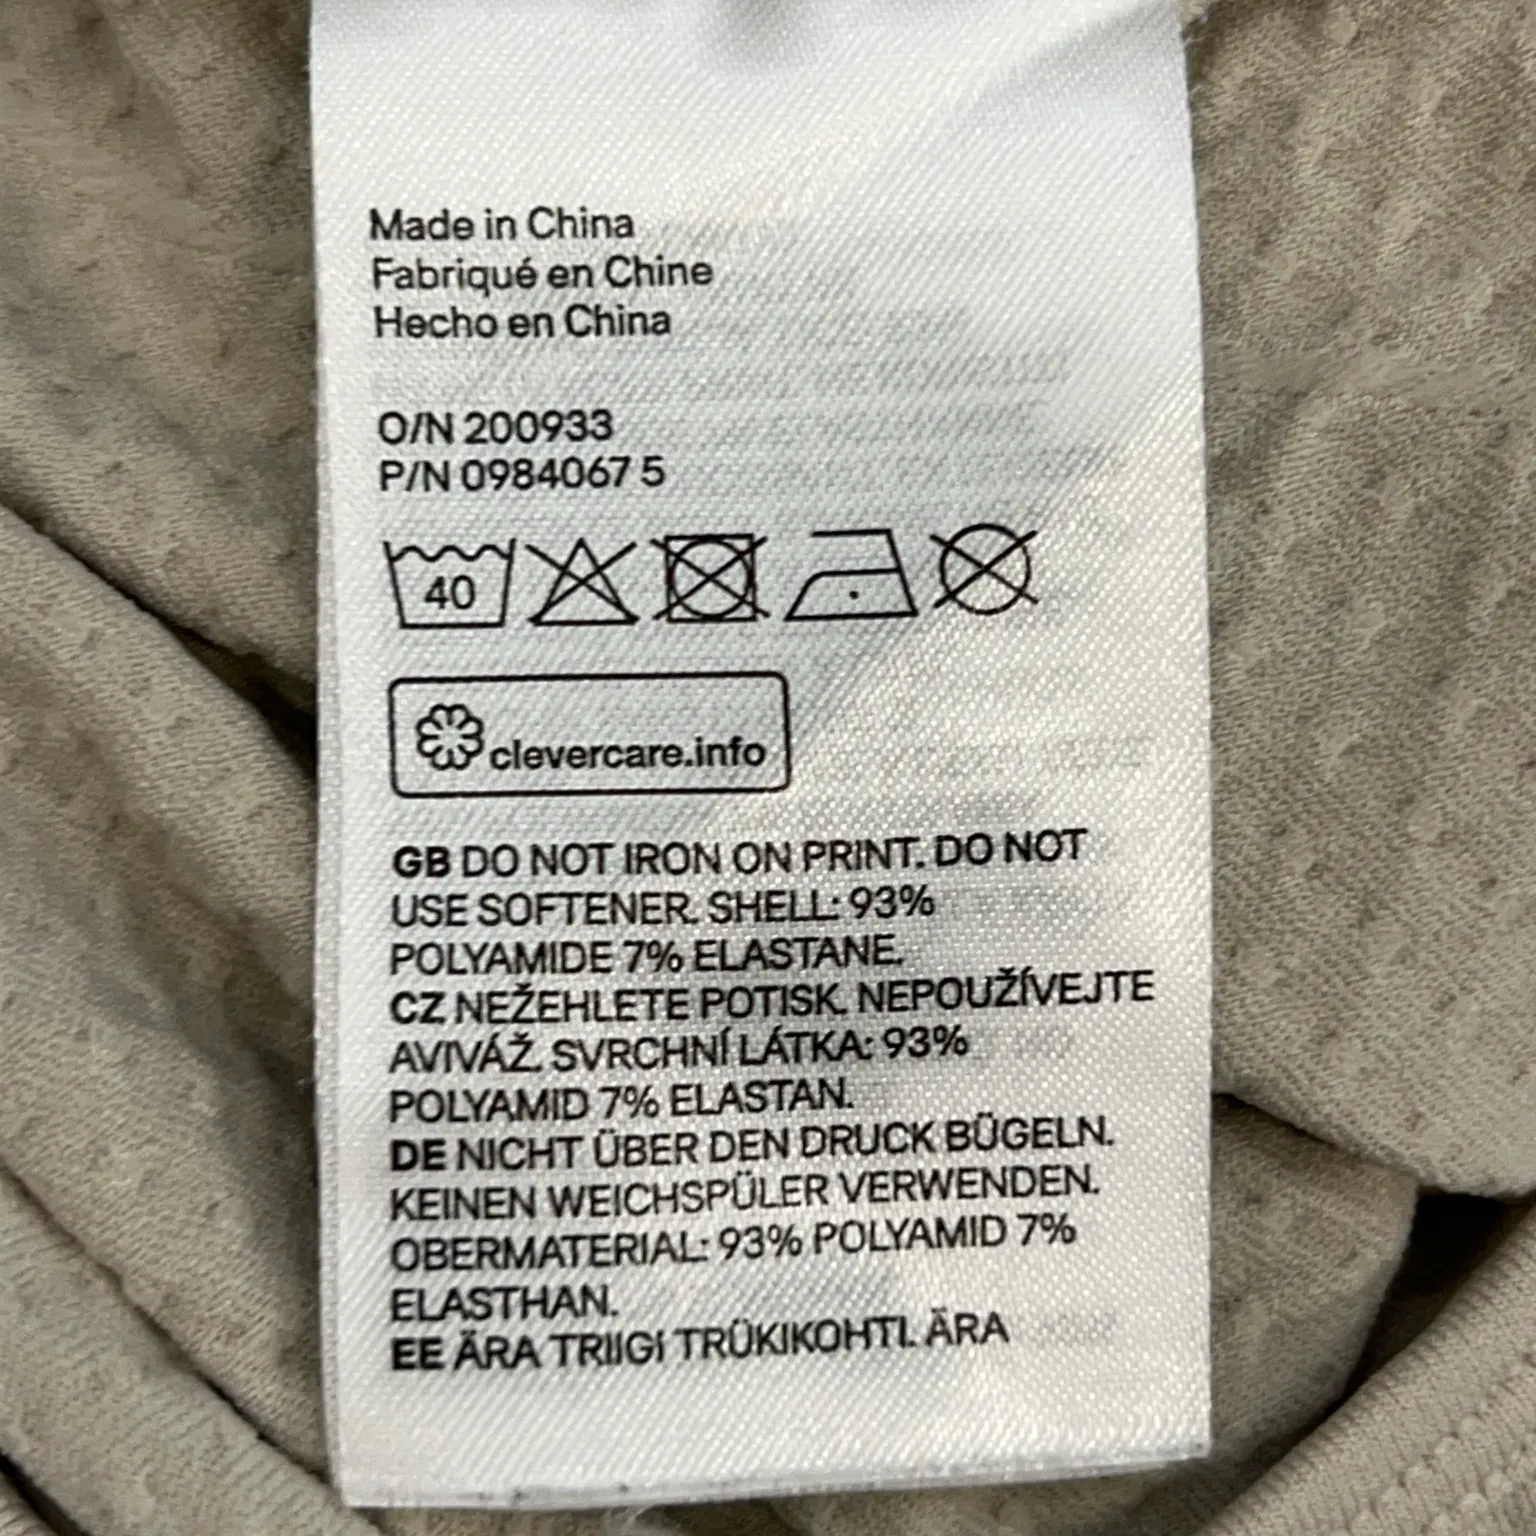 Made in China
Fabriqué en Chine
Hecho en China
O/N 200933
P/N 0984067 5
40
clevercare.info
GB DO NOT IRON ON PRINT. DO NOT
USE SOFTENER. SHELL: 93%
POLYAMIDE 7% ELASTANE.
CZ NEŽEHLETE POTISK. NEPOUŽÍVEJTE
AVIVÁŽ. SVRCHNÍ LÁTKA: 93%
POLYAMID 7% ELASTAN.
DE NICHT ÜBER DEN DRUCK BÜGELN.
KEINEN WEICHSPÜLER VERWENDEN.
OBERMATERIAL: 93% POLYAMID 7%
ELASTHAN.
EE ÄRA TRIIGI TRÜKIKOHTI. ÄRA